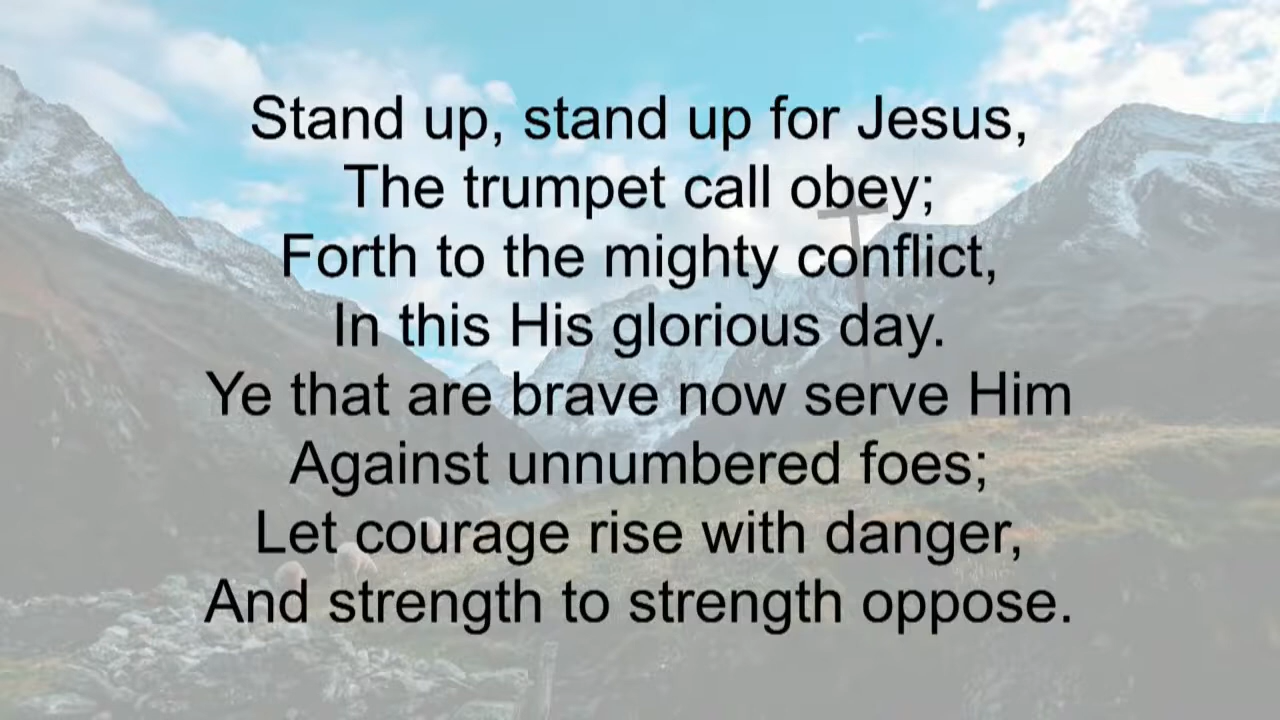 Stand up, stand up for Jesus,
The trumpet call obey;
Forth to the mighty conflict,
In this His glorious day.
Ye that are brave now serve Him
Against unnumbered foes;
Let courage rise with danger,
And strength to strength oppose.